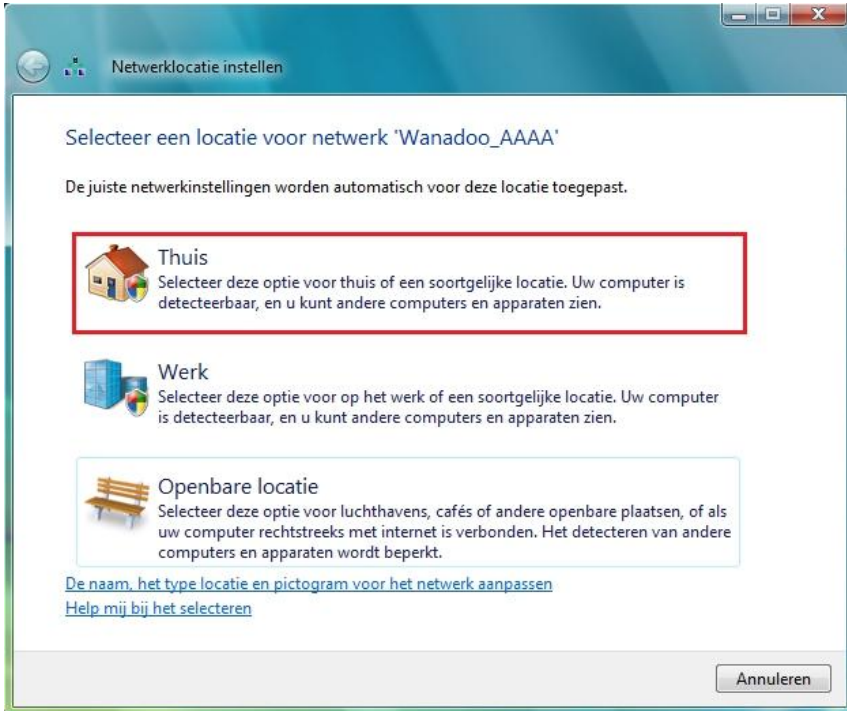 Netwerklocatie instellen
Selecteer een locatie voor netwerk 'Wanadoo_AAAA'
De juiste netwerkinstellingen worden automatisch voor deze locatie toegepast.
Thuis
Selecteer deze optie voor thuis of een soortgelijke locatie. Uw computer is
detecteerbaar, en u kunt andere computers en apparaten zien.
Werk
Selecteer deze optie voor op het werk of een soortgelijke locatie. Uw computer
is detecteerbaar, en u kunt andere computers en apparaten zien.
Openbare locatie
Selecteer deze optie voor luchthavens, cafés of andere openbare plaatsen, of als
uw computer rechtstreeks met internet is verbonden. Het detecteren van andere
computers en apparaten wordt beperkt.
De naam, het type locatie en pictogram voor het netwerk aanpassen
Help mij bij het selecteren
Annuleren